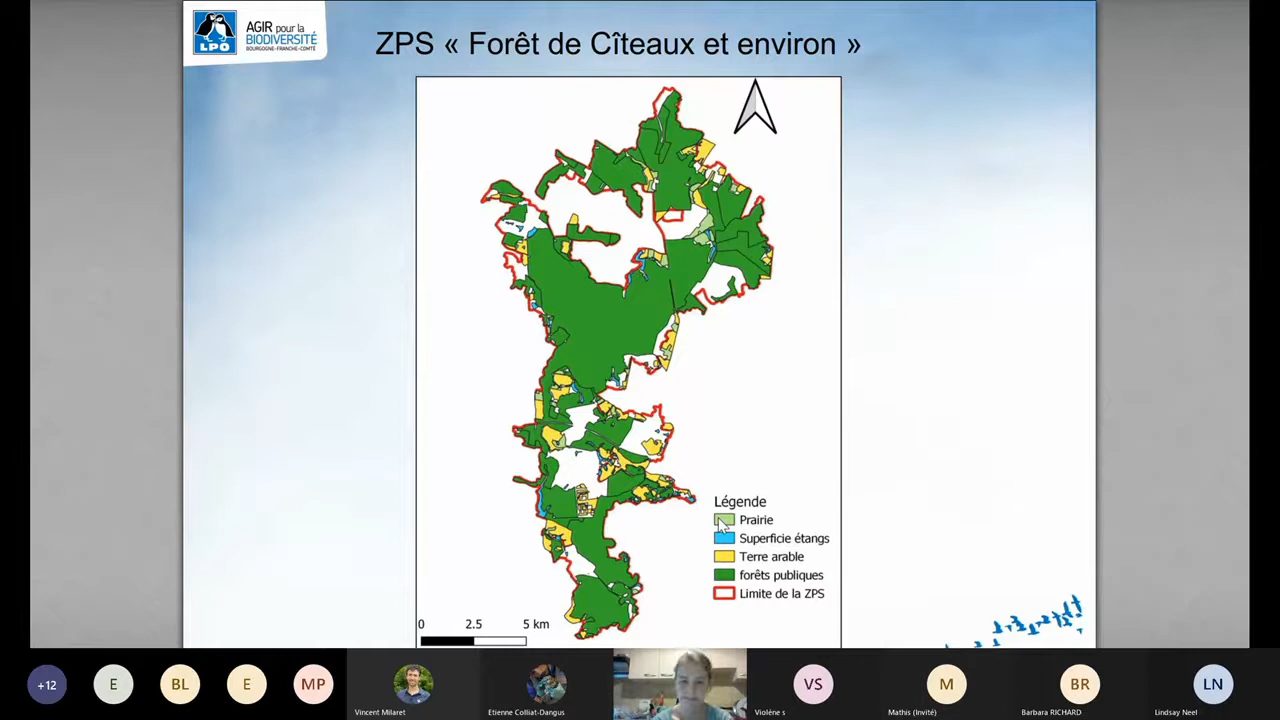 LPO
AGIR pour la
BIODIVERSITÉ
BOURGOGNE-FRANCHE-COMTÉ
ZPS « Forêt de Cîteaux et environ »
Légende
Prairie
Superficie étangs
Terre arable
forêts publiques
Limite de la ZPS
0 2.5 5 km
+12
E
BL
E
MP
VS
M
BR
LN
Vincent Milaret
Etienne Colliat-Dangus
Violène s
Mathis (Invité)
Barbara RICHARD
Lindsay Neel